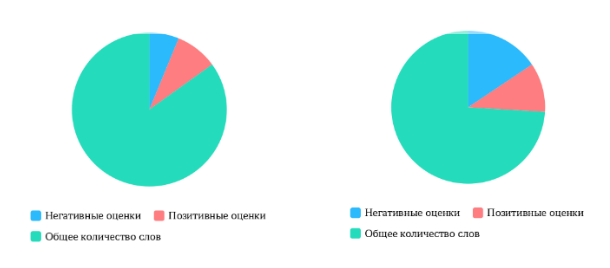 Негативные оценки Позитивные оценки
Общее количество слов
Негативные оценки Позитивные оценки
Общее количество слов